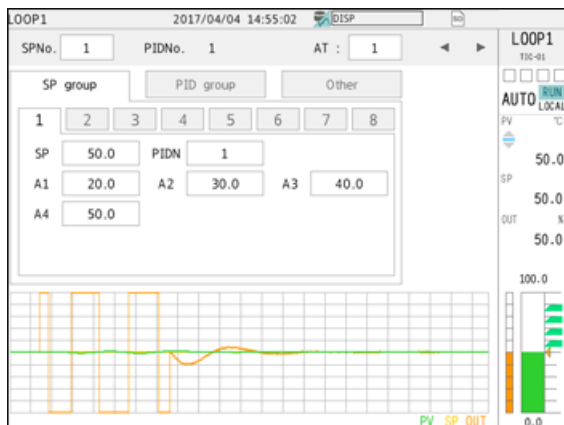 LOOP1 2017/04/04 14:55:02 DISP SD
SPNo. 1 PIDNo. 1 AT : 1
SP group PID group Other
1 2 3 4 5 6 7 8
SP 50.0 PIDN 1
A1 20.0 A2 30.0 A3 40.0
A4 50.0
PV SP OUT
LOOP1
TIC-01
AUTO RUN
LOCAL
PV °C
50.0
SP
50.0
OUT %
50.0
100.0
0.0